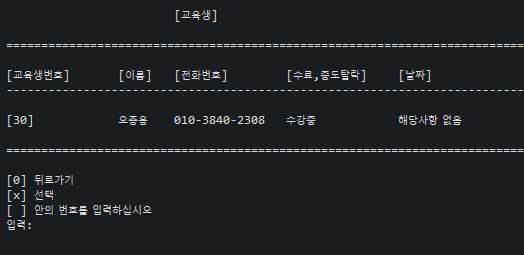 [교육생]
==========================================================================
[교육생번호] [이름] [전화번호] [수료,중도탈락] [날짜]
--------------------------------------------------------------------------
[30] 오중용 010-3840-2308 수강중 해당사항 없음
==========================================================================
[0] 뒤로가기
[x] 선택
[ ] 안의 번호를 입력하십시오
입력: